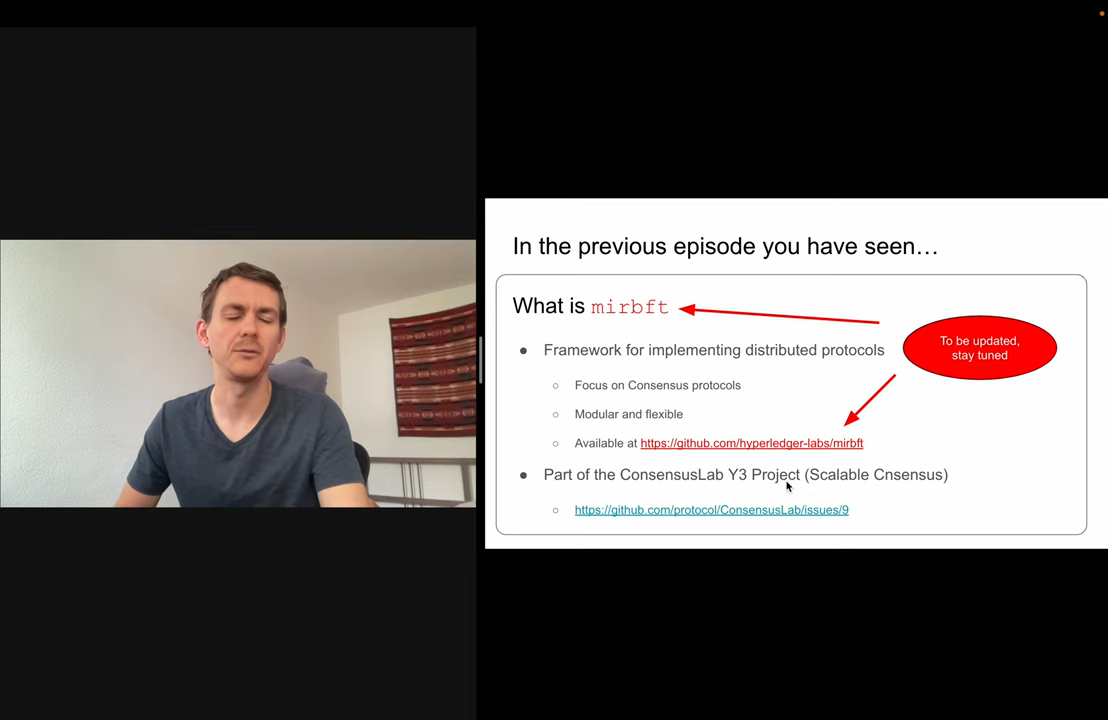 In the previous episode you have seen…
What is mirbft
Framework for implementing distributed protocols
To be updated,
stay tuned
Focus on Consensus protocols
Modular and flexible
Available at https://github.com/hyperledger-labs/mirbft
Part of the ConsensusLab Y3 Project (Scalable Cnsensus)
https://github.com/protocol/ConsensusLab/issues/9